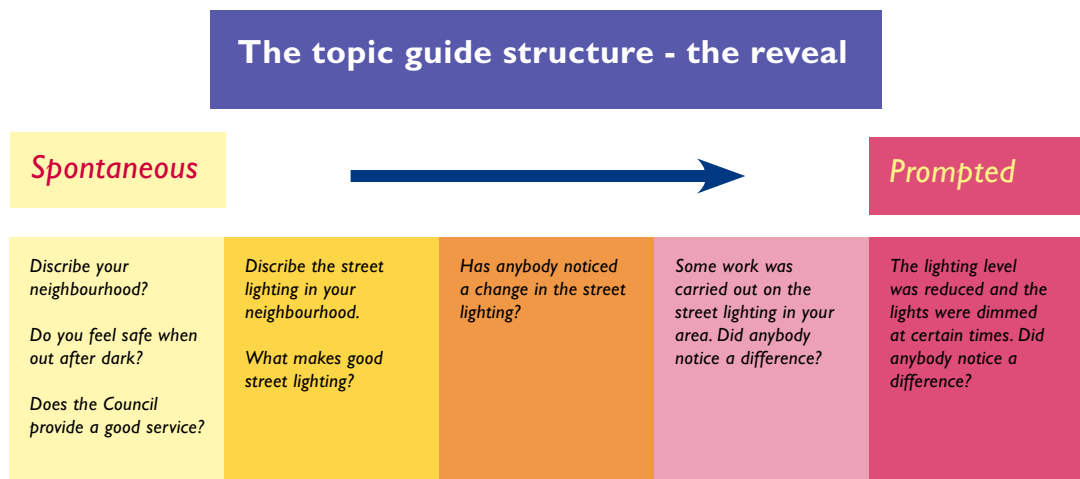 The topic guide structure - the reveal
Spontaneous
Prompted
Discribe your
neighbourhood?
Do you feel safe when
out after dark?
Does the Council
provide a good service?
Discribe the street
lighting in your
neighbourhood.
What makes good
street lighting?
Has anybody noticed
a change in the street
lighting?
Some work was
carried out on the
street lighting in your
area. Did anybody
notice a difference?
The lighting level
was reduced and the
lights were dimmed
at certain times. Did
anybody notice a
difference?